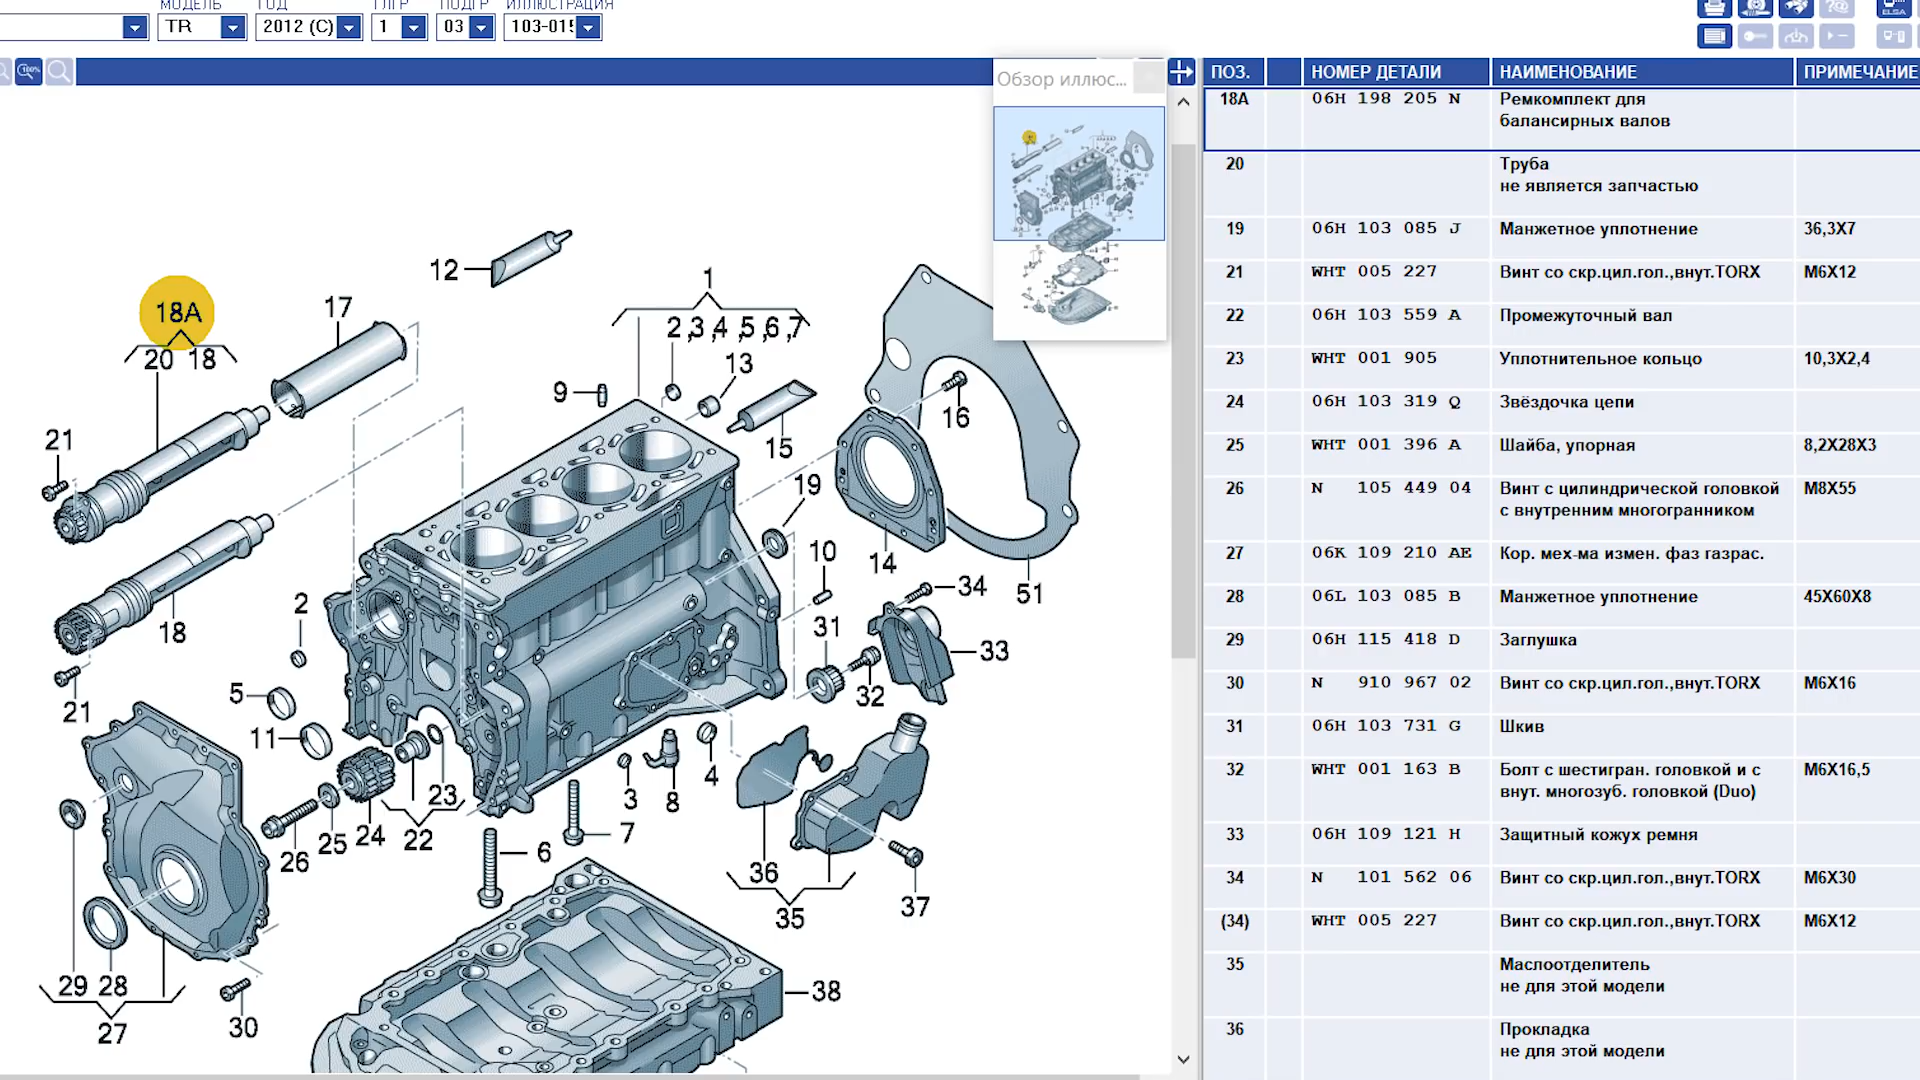 МОДЕЛЬ ГОД ГЛГР ПОДГР ИЛЛЮСТРАЦИЯ
TR 2012 (C) 1 03 103-015
ELSA
100%
Обзор иллюс...
12
1
18A
17
2,3,4,5,6,7
20 18
13
9
16
21
15
19
14
10
51
34
2
18
31
33
5
32
21
11
4
3
8
23
25
24
22
26
7
6
36
35
37
29 28
27
30
38
ПОЗ. НОМЕР ДЕТАЛИ НАИМЕНОВАНИЕ ПРИМЕЧАНИЕ
18A 06H 198 205 N Ремкомплект для
балансирных валов
20 Труба
не является запчастью
19 06H 103 085 J Манжетное уплотнение 36,3X7
21 WHT 005 227 Винт со скр.цил.гол.,внут.TORX M6X12
22 06H 103 559 A Промежуточный вал
23 WHT 001 905 Уплотнительное кольцо 10,3X2,4
24 06H 103 319 Q Звёздочка цепи
25 WHT 001 396 A Шайба, упорная 8,2X28X3
26 N 105 449 04 Винт с цилиндрической головкой M8X55
с внутренним многогранником
27 06K 109 210 AE Кор. мех-ма измен. фаз газрас.
28 06L 103 085 B Манжетное уплотнение 45X60X8
29 06H 115 418 D Заглушка
30 N 910 967 02 Винт со скр.цил.гол.,внут.TORX M6X16
31 06H 103 731 G Шкив
32 WHT 001 163 B Болт с шестигран. головкой и с M6X16,5
внут. многозуб. головкой (Duo)
33 06H 109 121 H Защитный кожух ремня
34 N 101 562 06 Винт со скр.цил.гол.,внут.TORX M6X30
(34) WHT 005 227 Винт со скр.цил.гол.,внут.TORX M6X12
35 Маслоотделитель
не для этой модели
36 Прокладка
не для этой модели